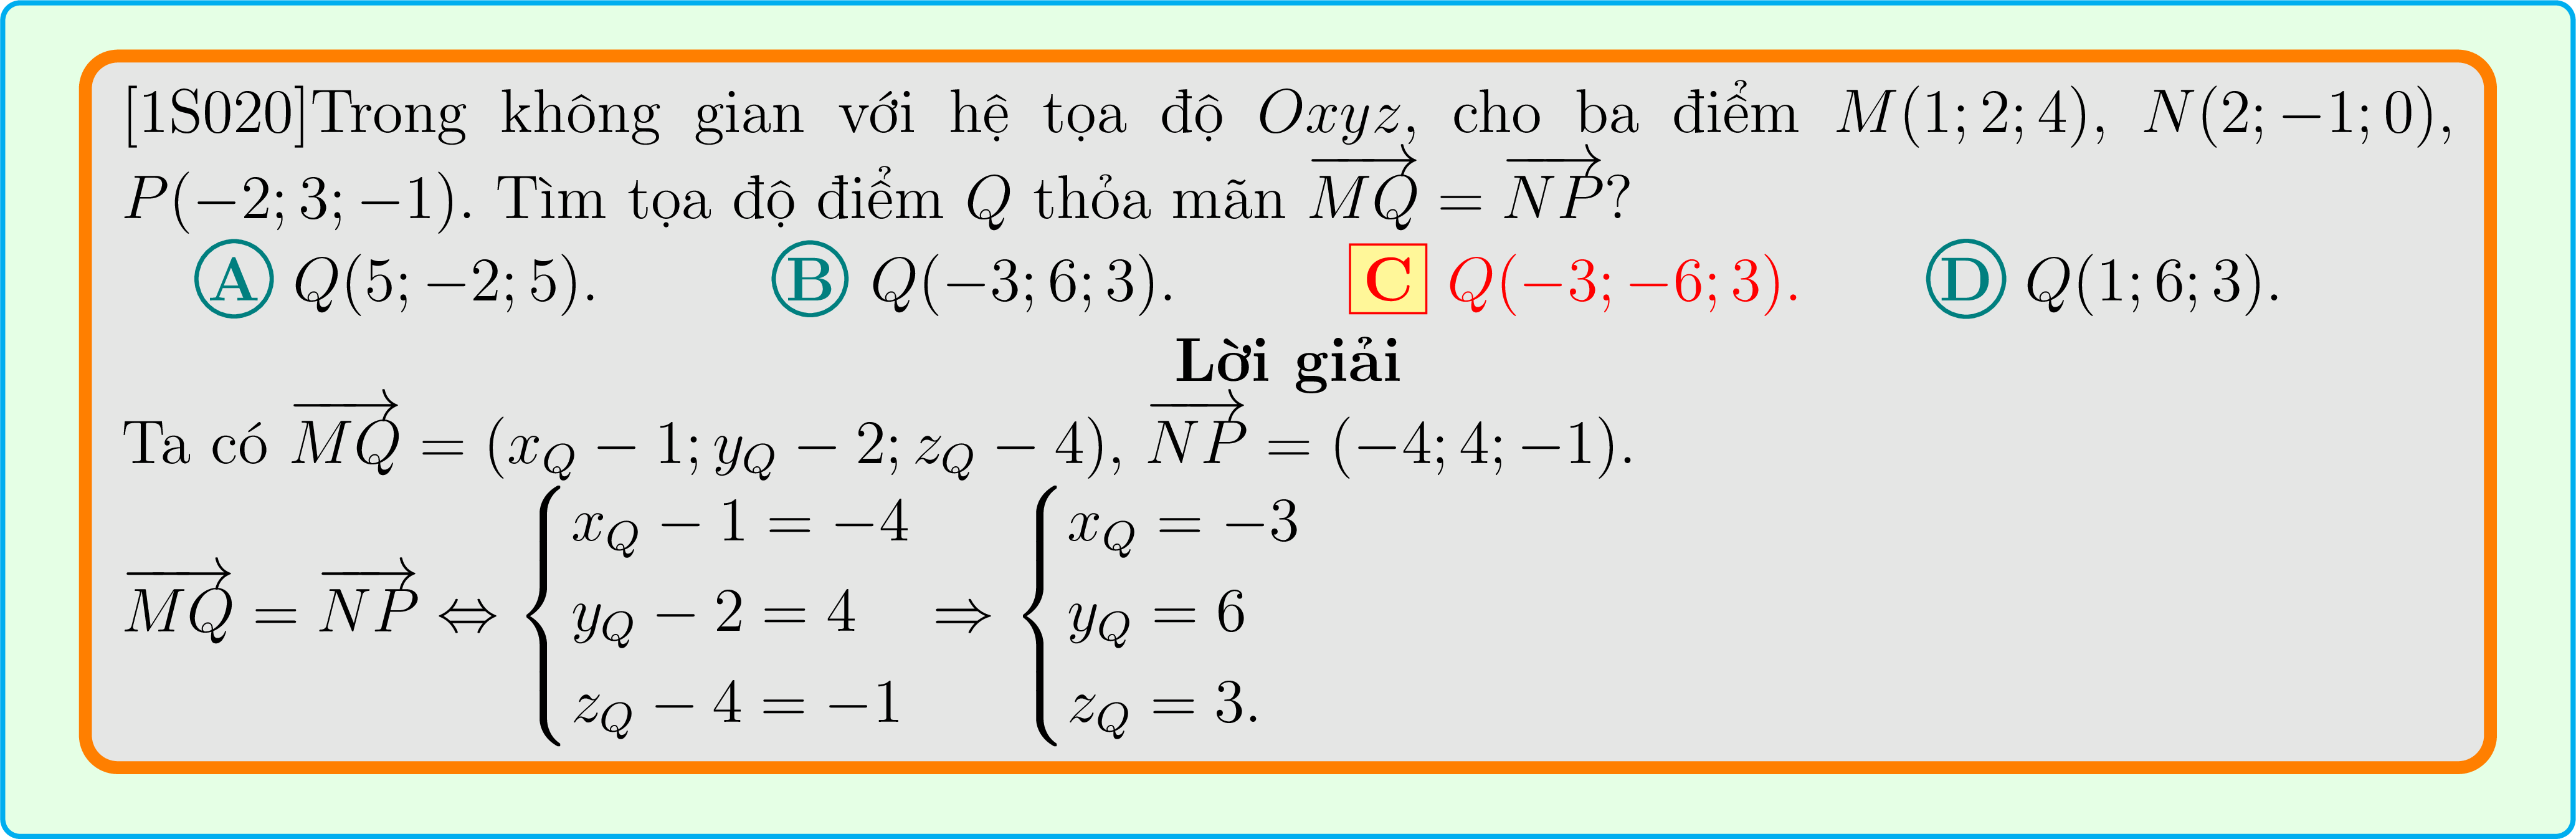 [1S020]Trong không gian với hệ tọa độ Oxyz, cho ba điểm M(1; 2; 4), N(2; −1; 0),
P(−2; 3; −1). Tìm tọa độ điểm Q thỏa mãn $\overrightarrow{MQ} = \overrightarrow{NP}$?
A Q(5; −2; 5). B Q(−3; 6; 3). C Q(−3; −6; 3). D Q(1; 6; 3).
Lời giải
Ta có $\overrightarrow{MQ} = (x_Q − 1; y_Q − 2; z_Q − 4)$, $\overrightarrow{NP} = (−4; 4; −1)$.
$\overrightarrow{MQ} = \overrightarrow{NP} \Leftrightarrow \begin{cases} x_Q − 1 = −4 \\ y_Q − 2 = 4 \\ z_Q − 4 = −1 \end{cases} \Rightarrow \begin{cases} x_Q = −3 \\ y_Q = 6 \\ z_Q = 3. \end{cases}$